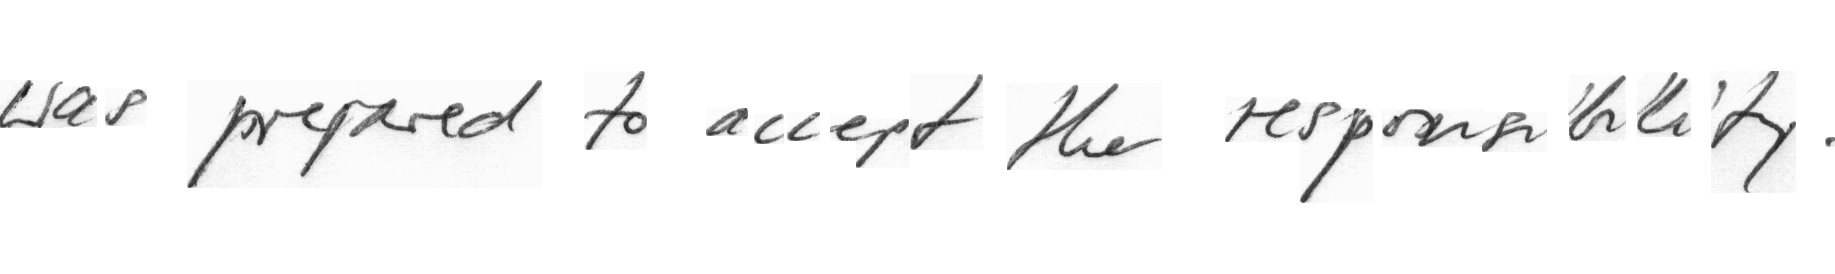 was prepared to accept the responsibility.